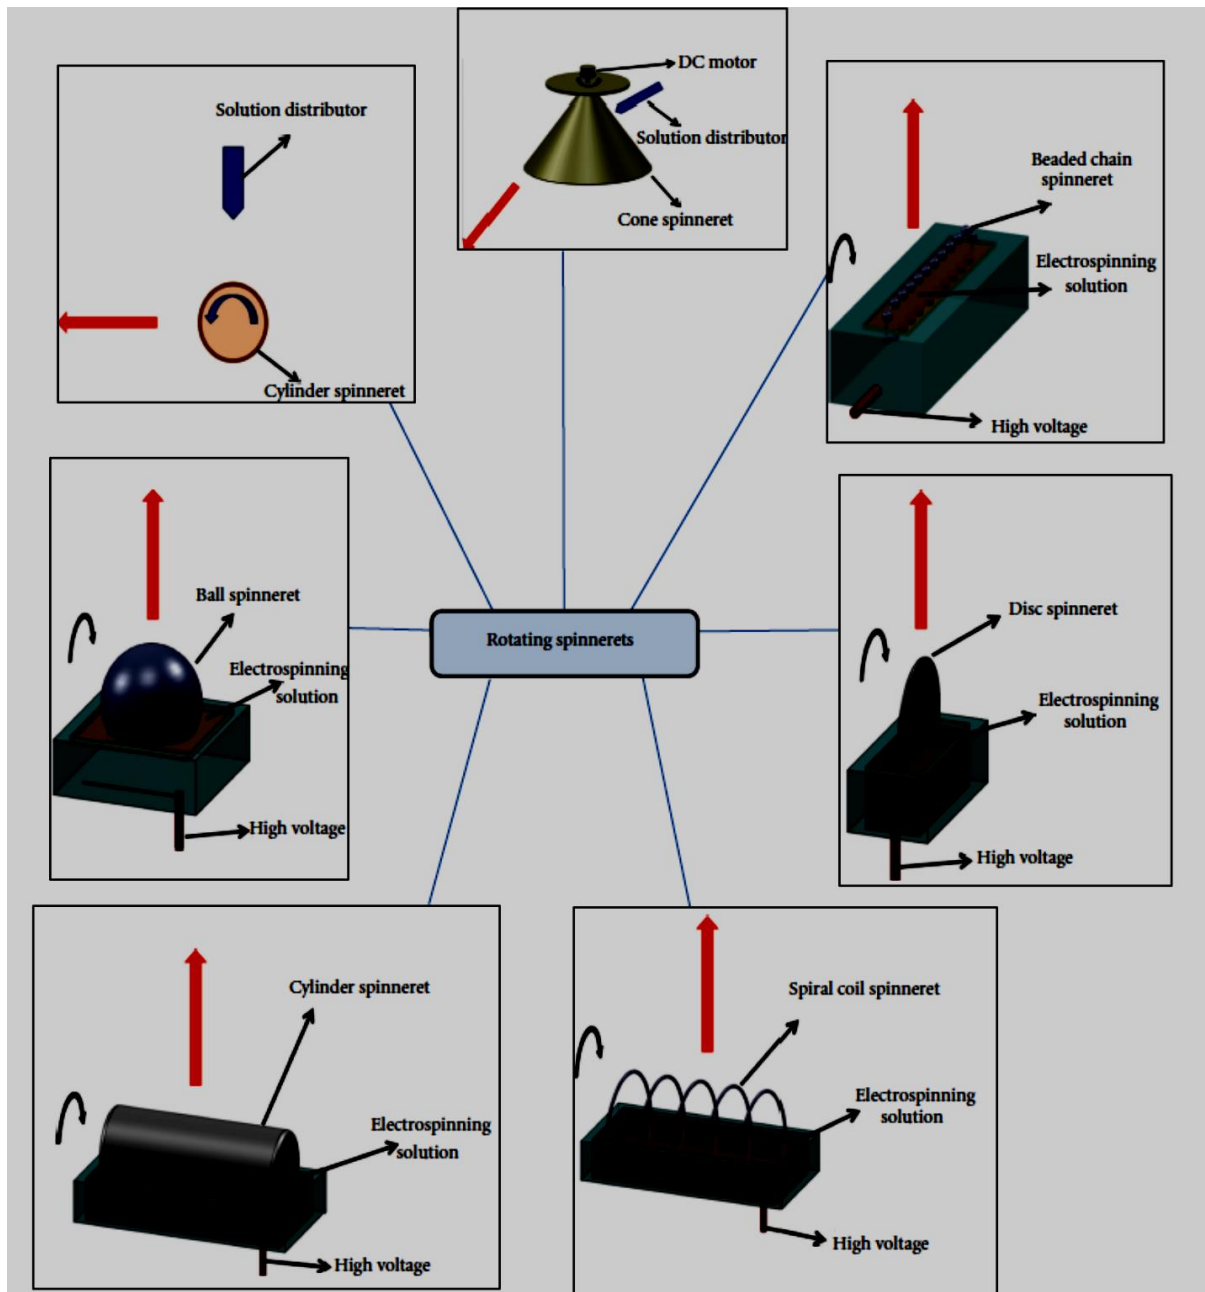 Solution distributor
Cylinder spinneret
DC motor
Solution distributor
Cone spinneret
Beaded chain
spinneret
Electrospinning
solution
High voltage
Ball spinneret
Electrospinning
solution
High voltage
Rotating spinnerets
Disc spinneret
Electrospinning
solution
High voltage
Cylinder spinneret
Electrospinning
solution
High voltage
Spiral coil spinneret
Electrospinning
solution
High voltage